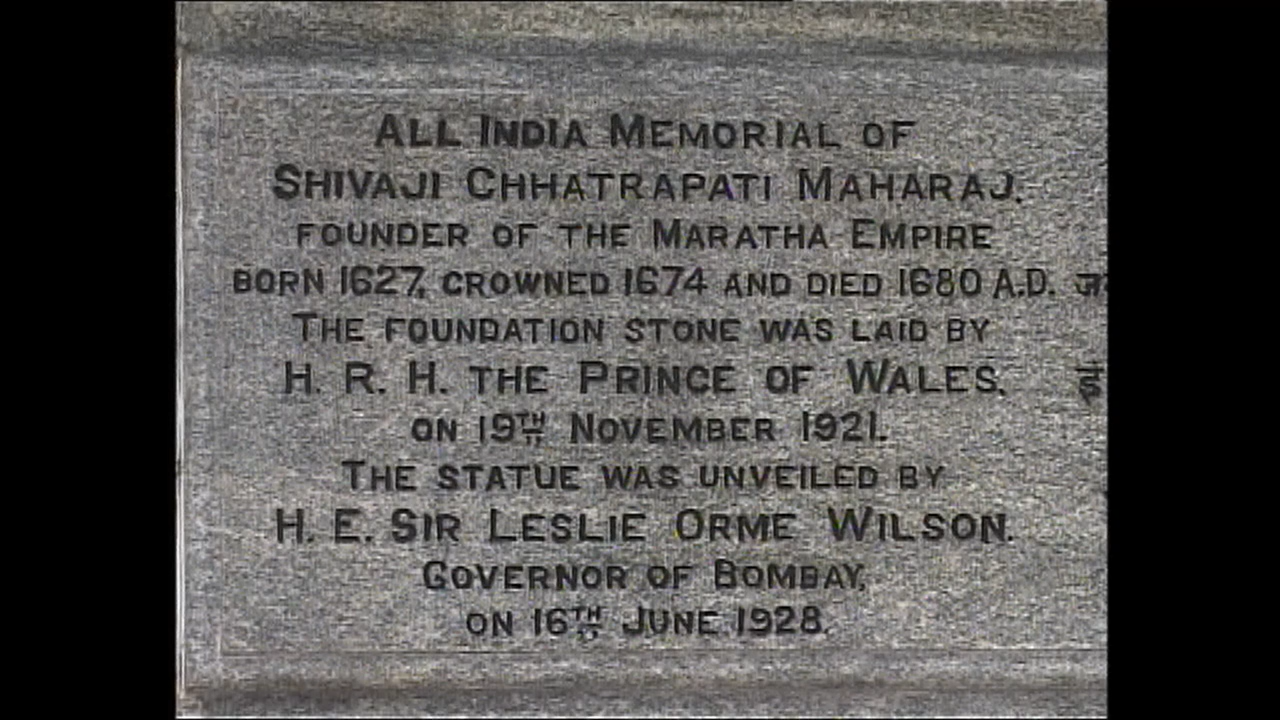 ALL INDIA MEMORIAL OF
SHIVAJI CHHATRAPATI MAHARAJ.
FOUNDER OF THE MARATHA EMPIRE
BORN 1627, CROWNED 1674 AND DIED 1680 A.D.
THE FOUNDATION STONE WAS LAID BY
H. R. H. THE PRINCE OF WALES.
ON 19TH NOVEMBER 1921.
THE STATUE WAS UNVEILED BY
H. E. SIR LESLIE ORME WILSON.
GOVERNOR OF BOMBAY,
ON 16TH JUNE 1928.